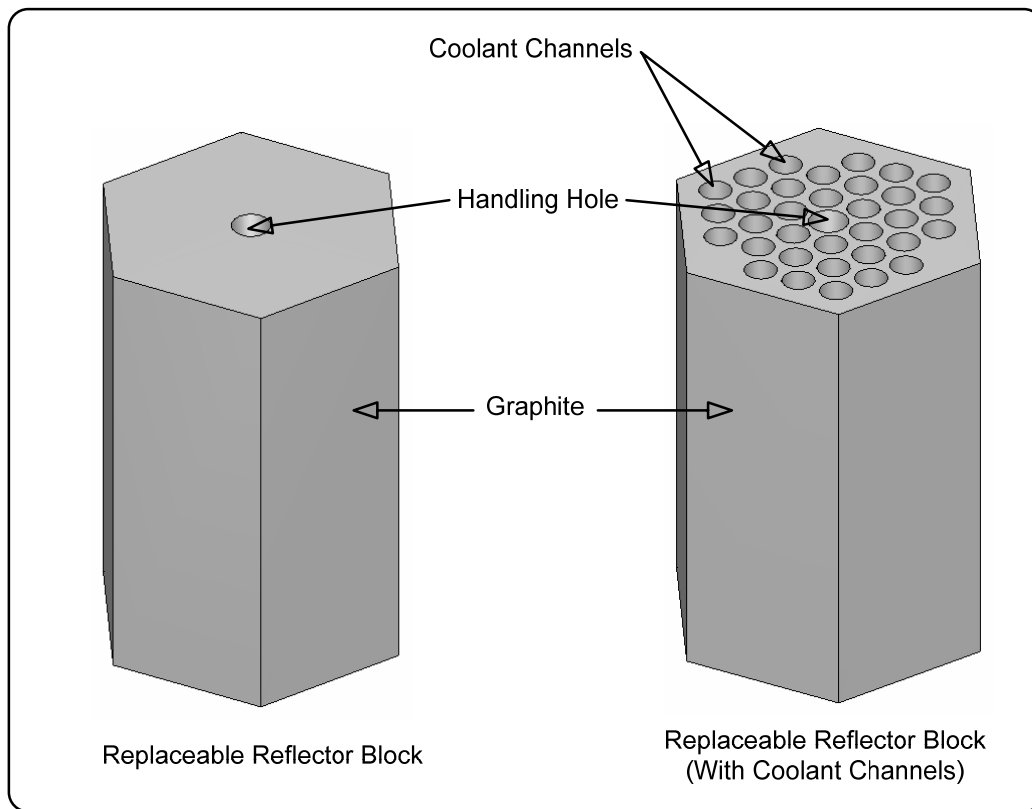 Coolant Channels
Handling Hole
Graphite
Replaceable Reflector Block
Replaceable Reflector Block
(With Coolant Channels)